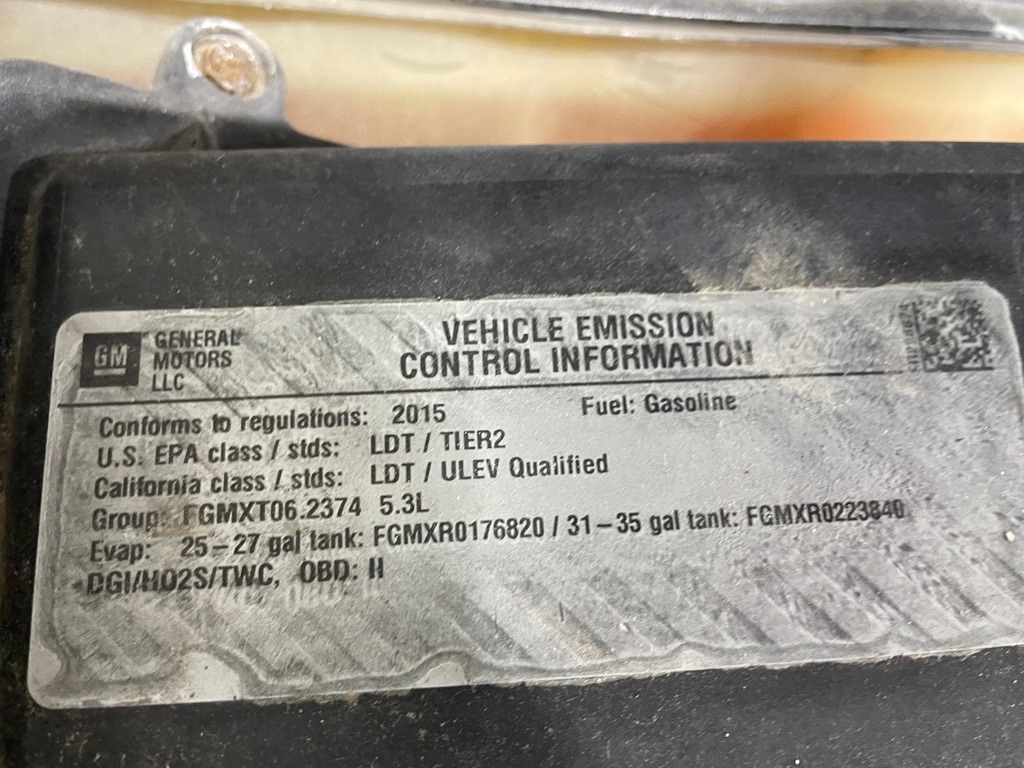 GM GENERAL MOTORS LLC
VEHICLE EMISSION
CONTROL INFORMATION
Conforms to regulations: 2015 Fuel: Gasoline
U.S. EPA class / stds: LDT / TIER2
California class / stds: LDT / ULEV Qualified
Group: FGMXT06.2374 5.3L
Evap: 25-27 gal tank: FGMXR0176820 / 31-35 gal tank: FGMXR0223840
DGI/HO2S/TWC, OBD: II